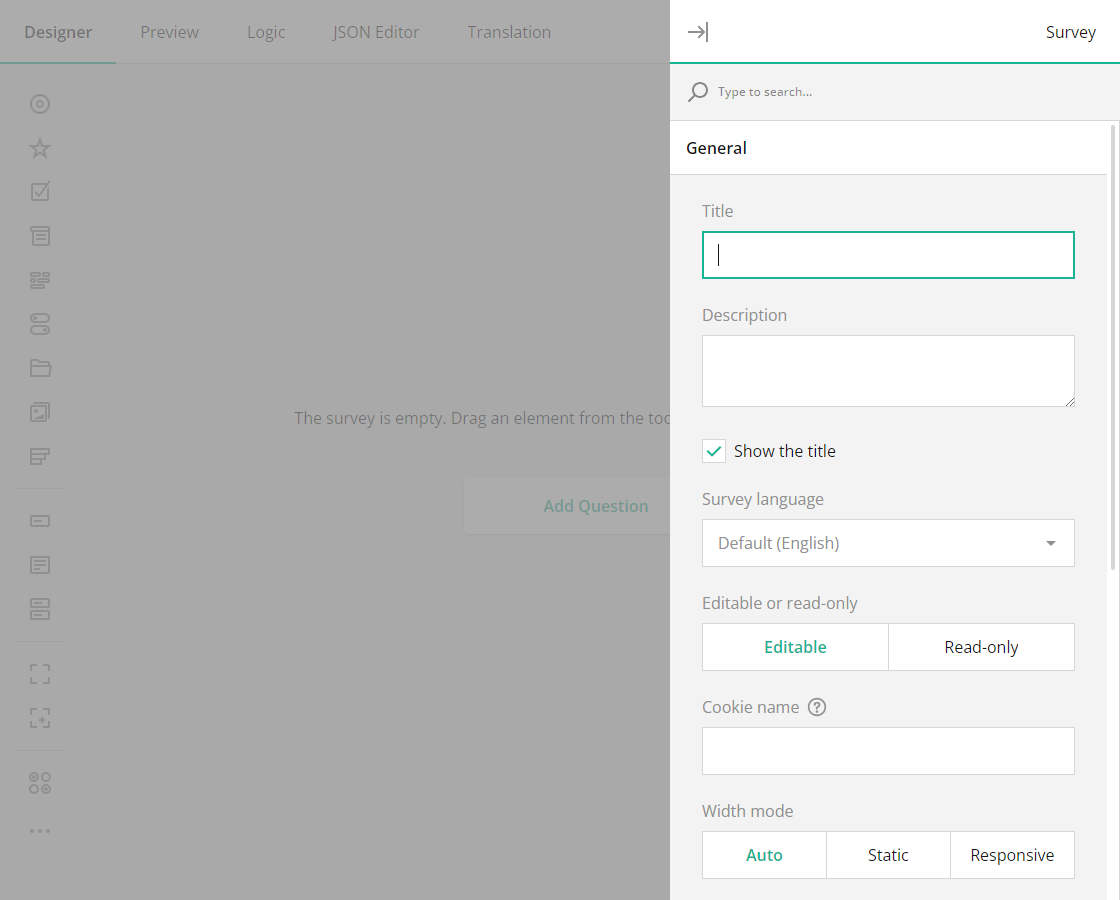 Designer Preview Logic JSON Editor Translation
Survey
Type to search...
General
Title
Description
Show the title
Survey language
Default (English)
Editable or read-only
Editable Read-only
Cookie name ?
Width mode
Auto Static Responsive
The survey is empty. Drag an element from the
Add Question